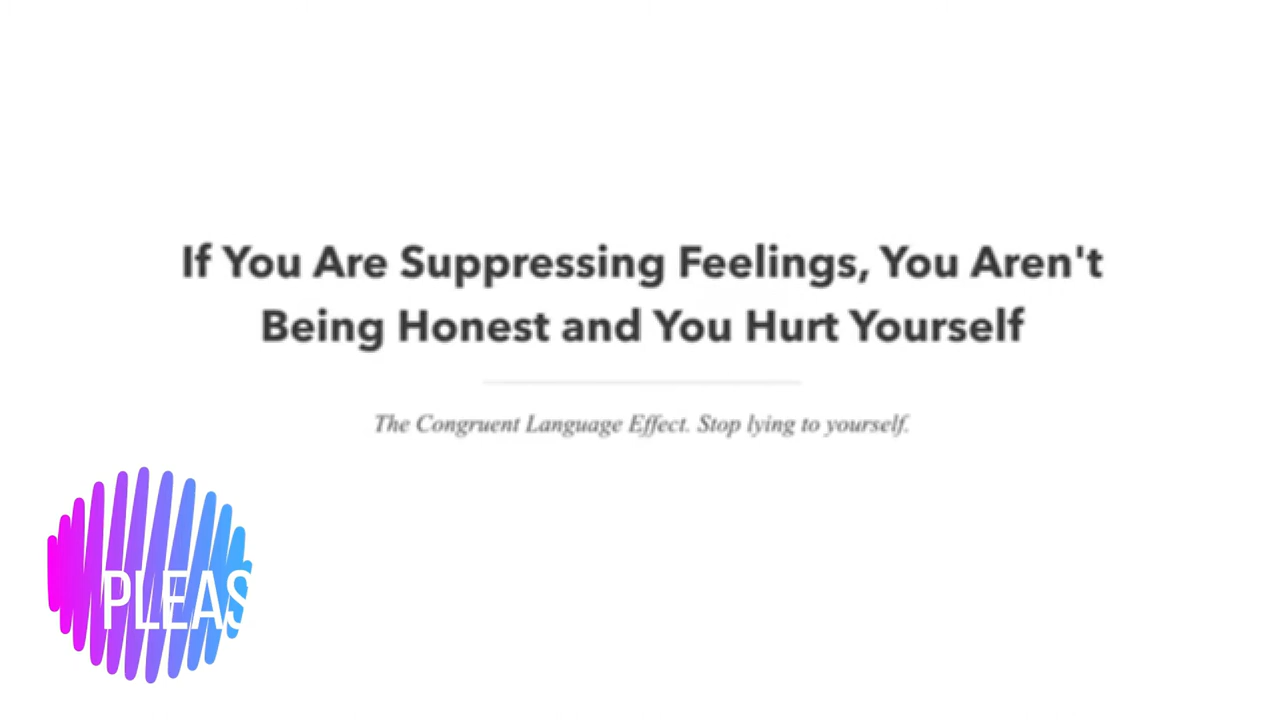 If You Are Suppressing Feelings, You Aren't
Being Honest and You Hurt Yourself
The Congruent Language Effect. Stop lying to yourself.
PLEAS